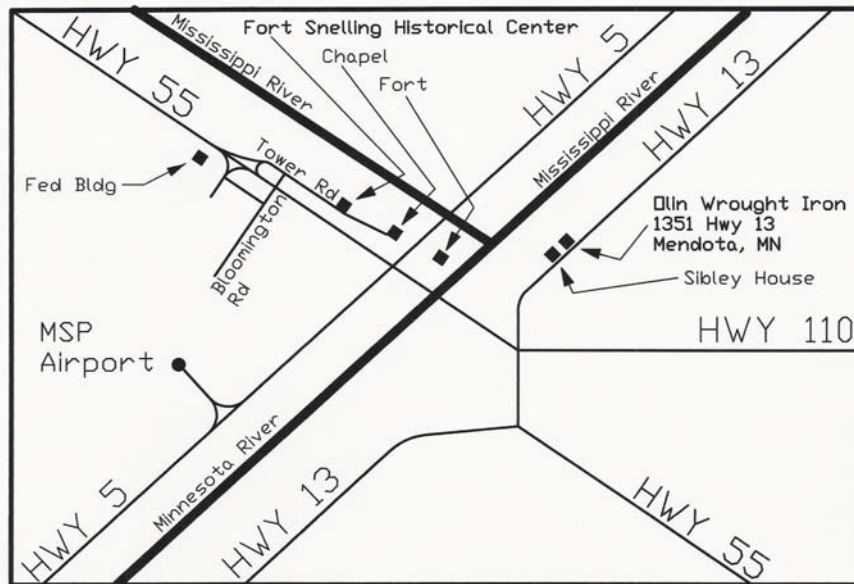 Fort Snelling Historical Center
Chapel
Fort
HWY 5
Mississippi River
HWY 55
Mississippi River
HWY 13
Tower Rd
Fed Bldg
Bloomington
Rd
Olin Wrought Iron
1351 Hwy 13
Mendota, MN
Sibley House
MSP
Airport
HWY 110
Minnesota River
HWY 5
HWY 13
HWY 55